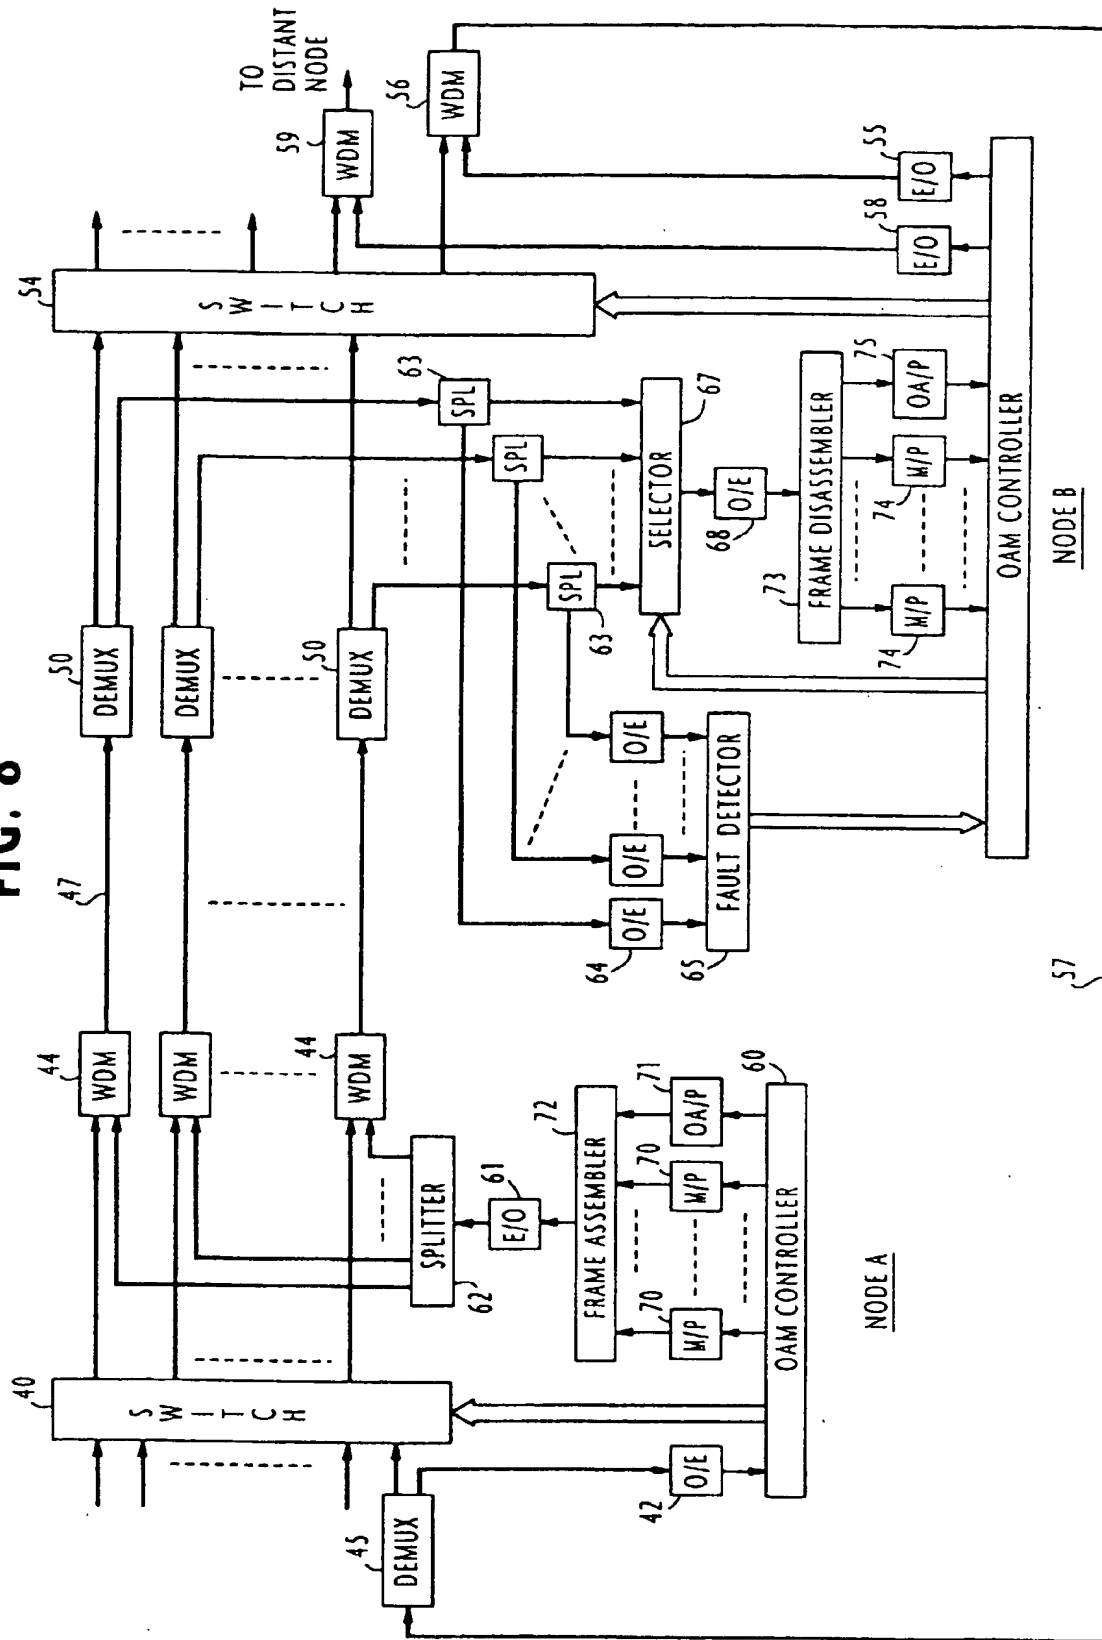 FIG. 8
40
SWITCH
45
DEMUX
42
O/E
44
WDM
WDM
44
WDM
47
62
SPLITTER
61
E/O
72
FRAME ASSEMBLER
70
M/P
70
M/P
71
OA/P
60
OAM CONTROLLER
NODE A
50
DEMUX
DEMUX
50
DEMUX
54
SWITCH
TO
DISTANT
NODE
59
WDM
56
WDM
63
SPL
SPL
SPL
63
67
SELECTOR
68
O/E
64
O/E
O/E
O/E
65
FAULT DETECTOR
73
FRAME DISASSEMBLER
74
M/P
74
M/P
75
OA/P
58
E/O
55
E/O
OAM CONTROLLER
NODE B
57